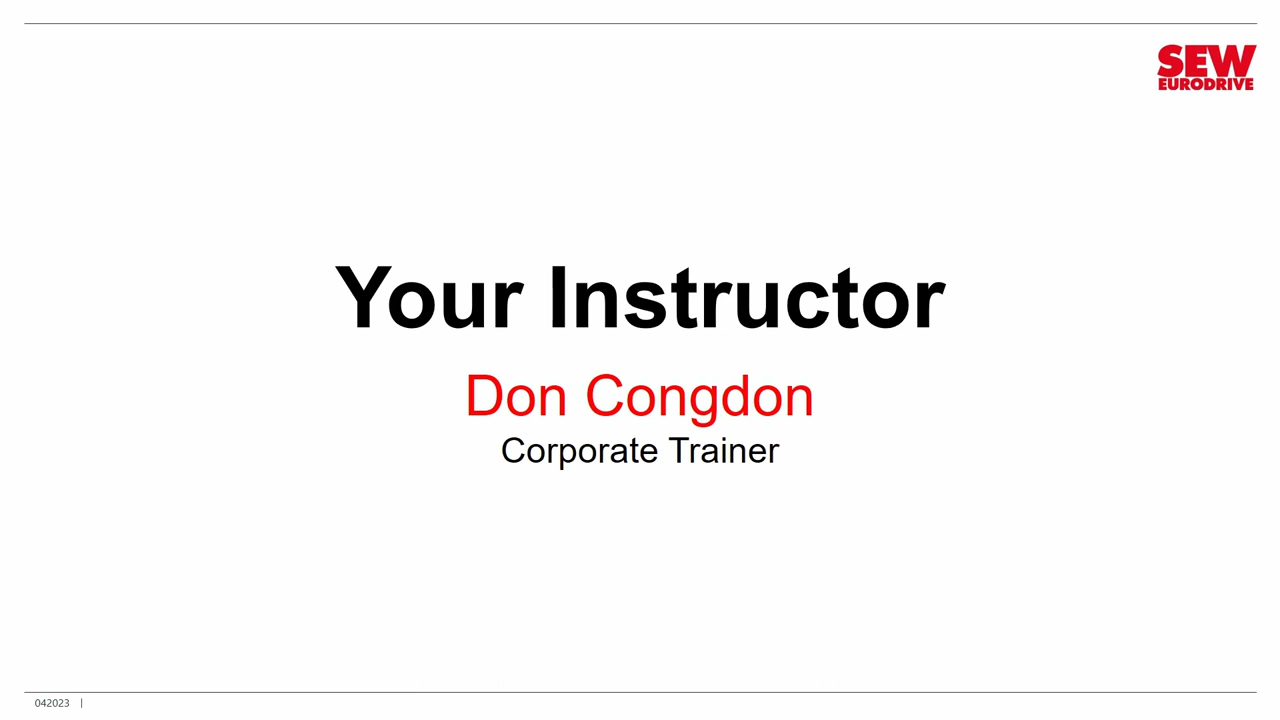 SEW
EURODRIVE
Your Instructor
Don Congdon
Corporate Trainer
042023 |